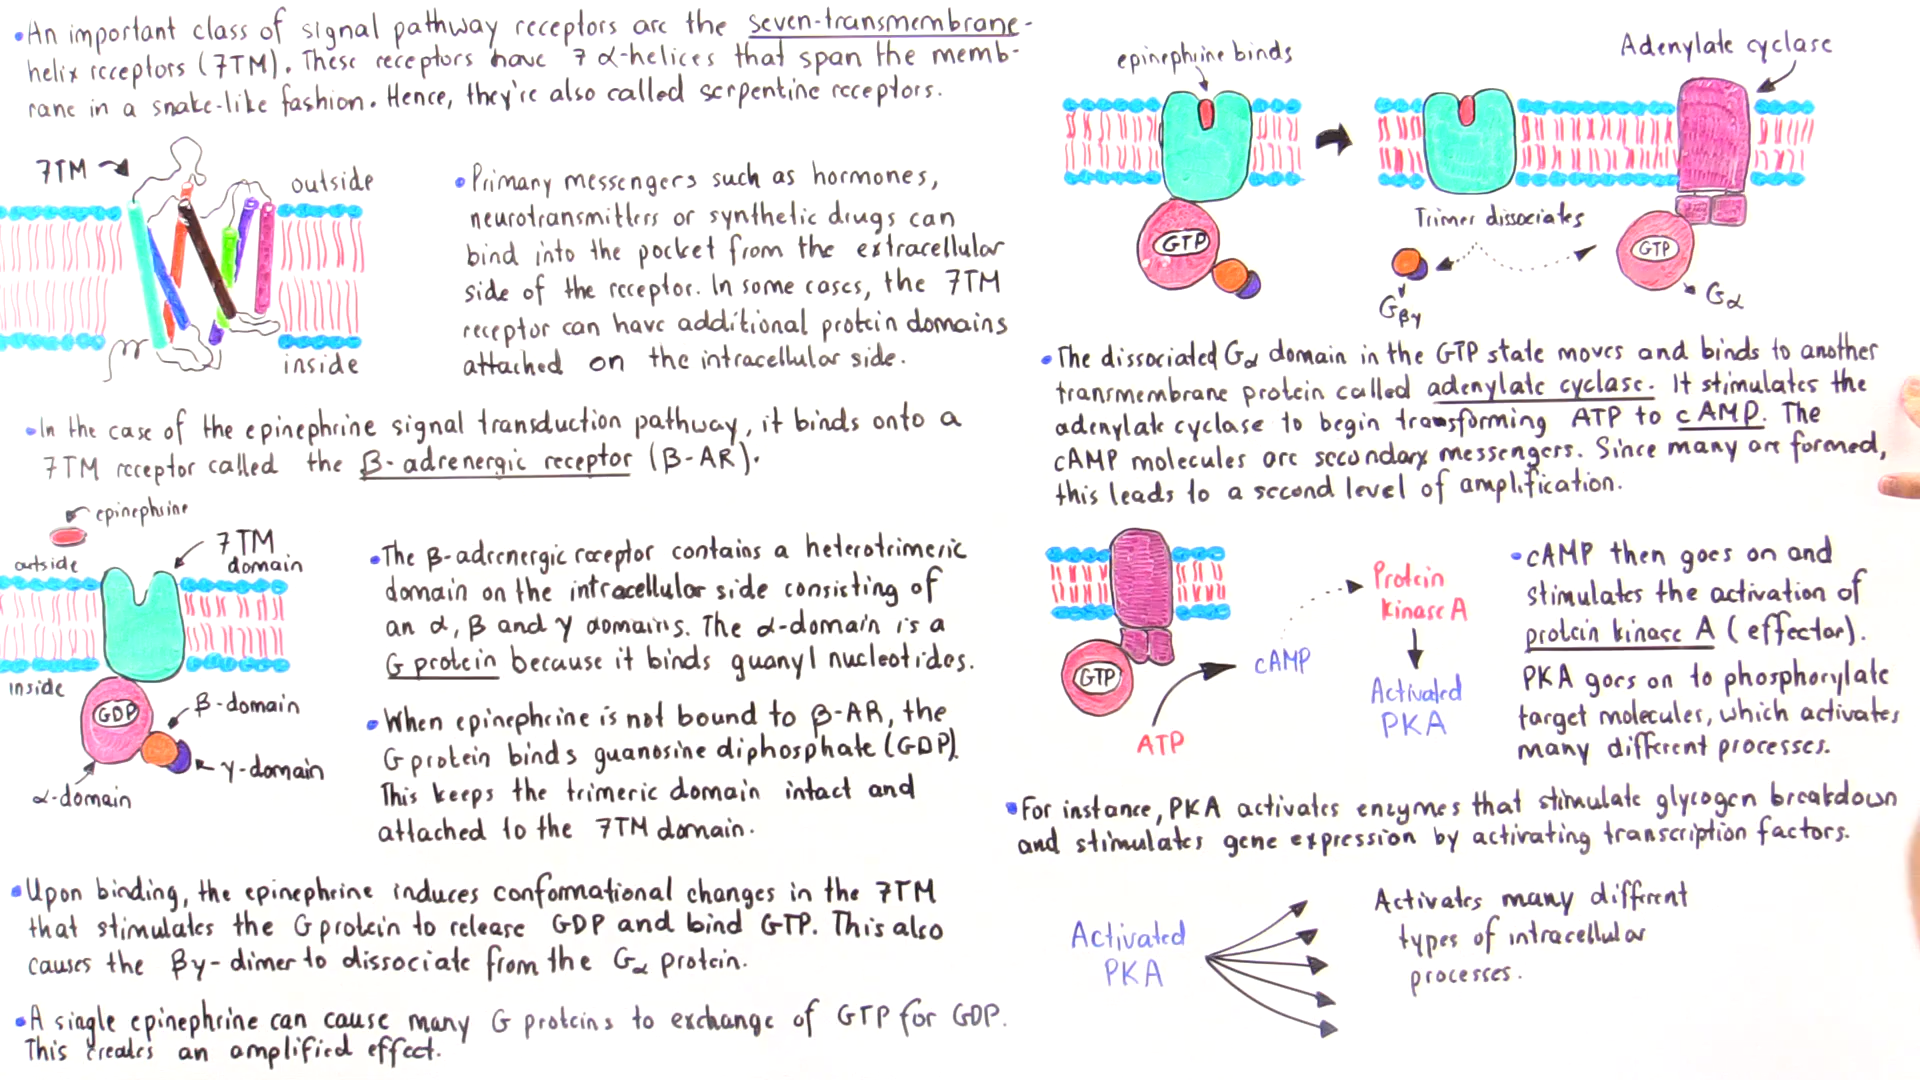 •An important class of signal pathway receptors are the seven-transmembrane-
helix receptors (7TM). These receptors have 7 α-helices that span the memb-
rane in a snake-like fashion. Hence, they're also called serpentine receptors.
7TM
outside
inside
•Primary messengers such as hormones,
neurotransmitters or synthetic drugs can
bind into the pocket from the extracellular
side of the receptor. In some cases, the 7TM
receptor can have additional protein domains
attached on the intracellular side.
•In the case of the epinephrine signal transduction pathway, it binds onto a
7TM receptor called the β-adrenergic receptor (β-AR).
epinephrine
outside
7TM
domain
inside
GDP
β-domain
γ-domain
α-domain
•The β-adrenergic receptor contains a heterotrimeric
domain on the intracellular side consisting of
an α, β and γ domains. The α-domain is a
G protein because it binds guanyl nucleotides.
•When epinephrine is not bound to β-AR, the
G protein binds guanosine diphosphate (GDP).
This keeps the trimeric domain intact and
attached to the 7TM domain.
•Upon binding, the epinephrine induces conformational changes in the 7TM
that stimulates the G protein to release GDP and bind GTP. This also
causes the βγ-dimer to dissociate from the Gα protein.
•A single epinephrine can cause many G proteins to exchange of GTP for GDP.
This creates an amplified effect.
epinephrine binds
Adenylate cyclase
GTP
Trimer dissociates
GTP
Gβγ
Gα
•The dissociated Gα domain in the GTP state moves and binds to another
transmembrane protein called adenylate cyclase. It stimulates the
adenylate cyclase to begin transforming ATP to cAMP. The
cAMP molecules are secondary messengers. Since many are formed,
this leads to a second level of amplification.
GTP
ATP
cAMP
Protein
kinase A
Activated
PKA
•cAMP then goes on and
stimulates the activation of
protein kinase A (effector).
PKA goes on to phosphorylate
target molecules, which activates
many different processes.
•For instance, PKA activates enzymes that stimulate glycogen breakdown
and stimulates gene expression by activating transcription factors.
Activated
PKA
Activates many different
types of intracellular
processes.